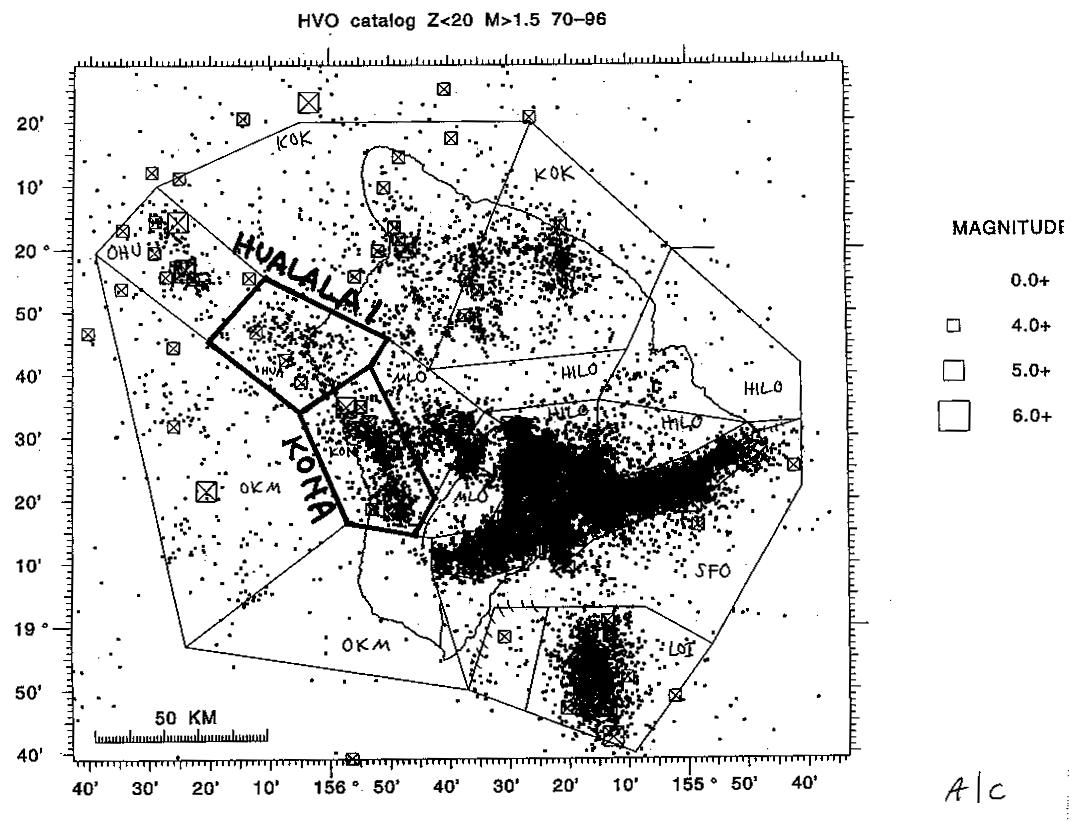 HVO catalog Z<20 M>1.5 70–96
20'
10'
20 °
50'
40'
30'
20'
10'
19 °
50'
40'
KOK
KOK
OHU
HUALALAI
HUA
MLO
HILO
HILO
HILO
HILO
KON
KONA
OKM
MLO
SFO
OKM
LOI
50 KM
40' 30' 20' 10' 156 ° 50' 40' 30' 20' 10' 155 ° 50' 40'
MAGNITUDE
0.0+
4.0+
5.0+
6.0+
A/C